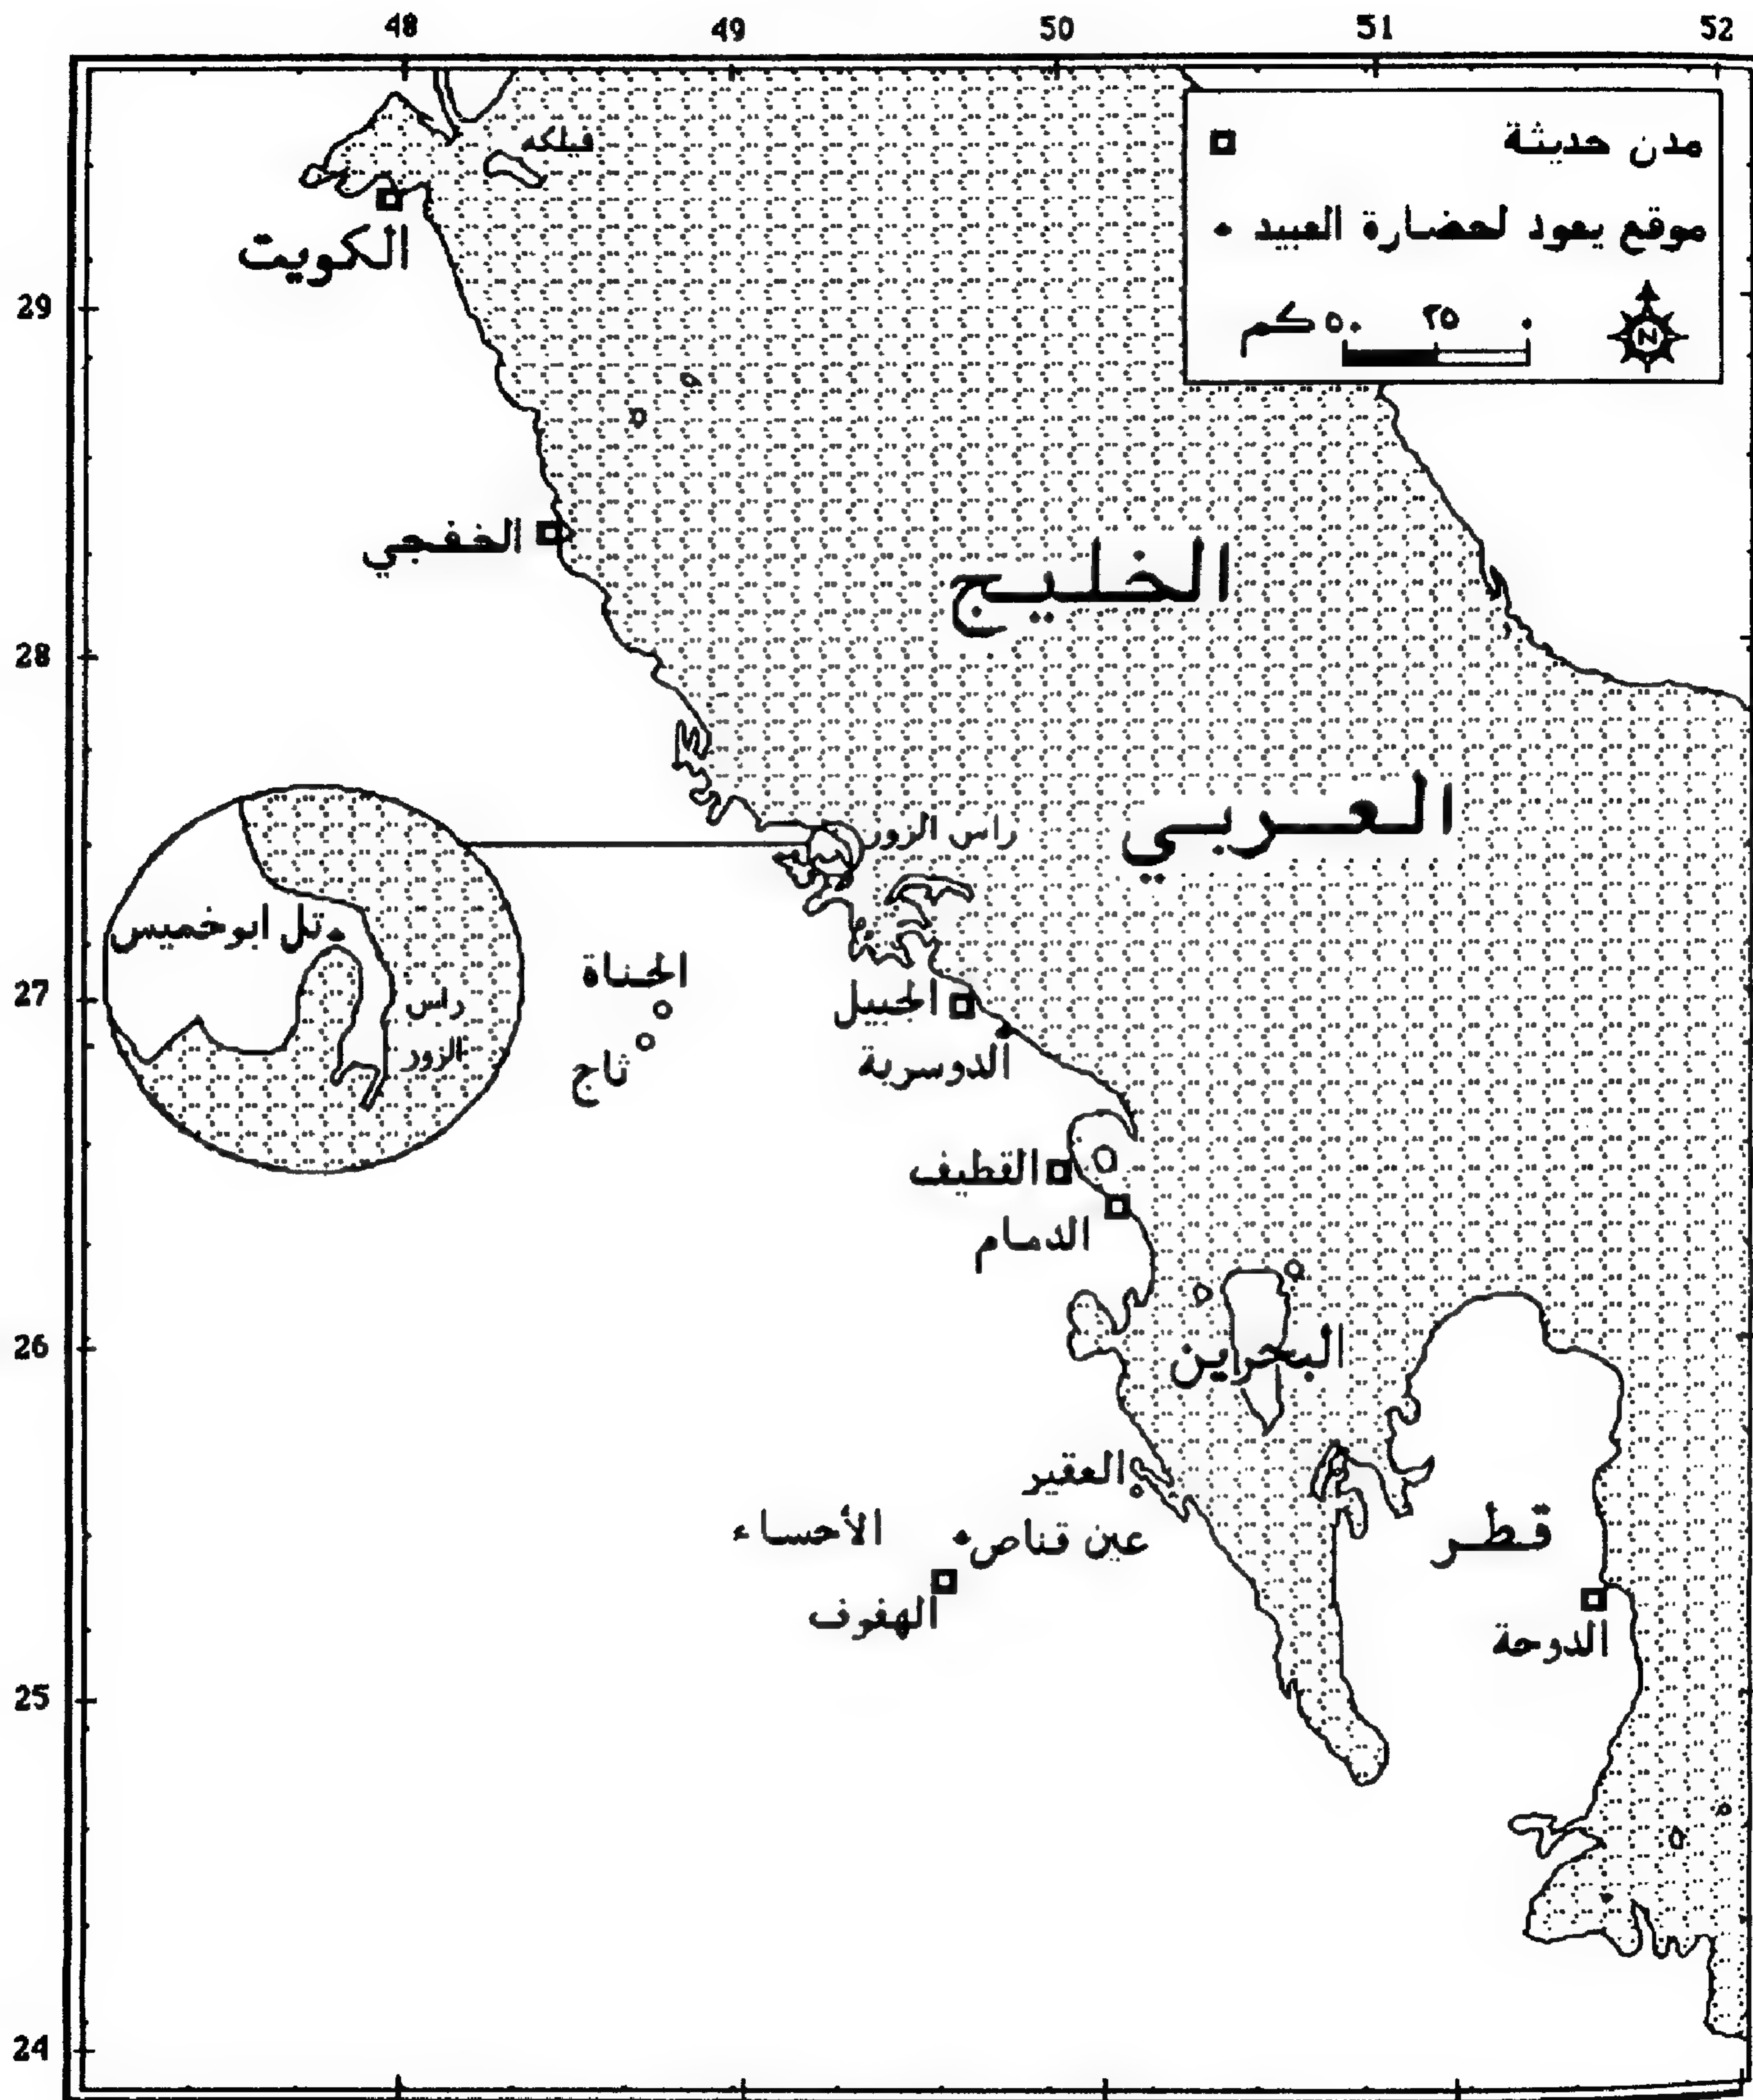 48 49 50 51 52
مدن حديثة
موقع يعود لحضارة العبيد
٠ ٢٥ ٥٠ كم
N
فيلكه
الكويت
29
الخفجي
الخليج
28
العربي
راس الزور
تل ابوخميس
راس
الزور
27
الجناة
ثاج
الجبيل
الدوسرية
القطيف
الدمام
26
البحراين
العقير
الأحساء
عين قناص
قطر
الهفوف
الدوحة
25
24